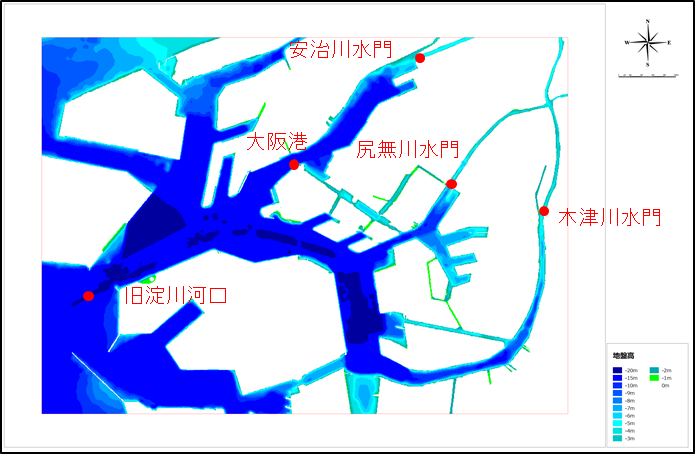 安治川水門
N
W
E
S
大阪港
尻無川水門
木津川水門
旧淀川河口
地盤高
-20m
-15m
-10m
-9m
-8m
-7m
-6m
-5m
-4m
-3m
-2m
-1m
0m